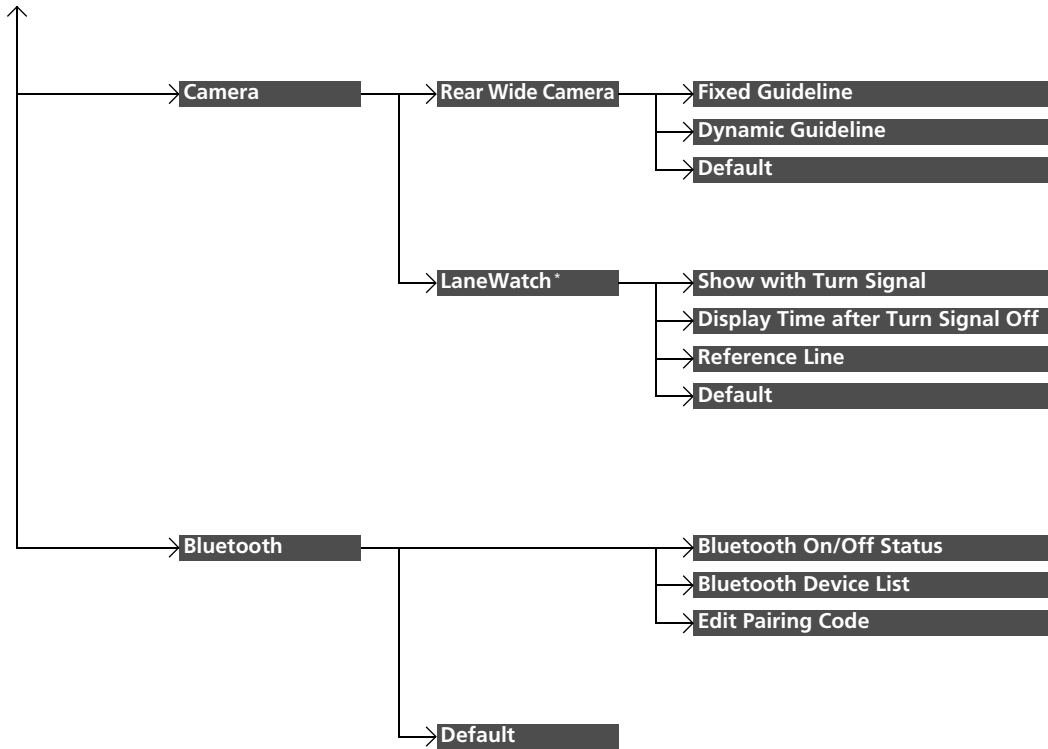 Camera
Rear Wide Camera
Fixed Guideline
Dynamic Guideline
Default
LaneWatch*
Show with Turn Signal
Display Time after Turn Signal Off
Reference Line
Default
Bluetooth
Bluetooth On/Off Status
Bluetooth Device List
Edit Pairing Code
Default